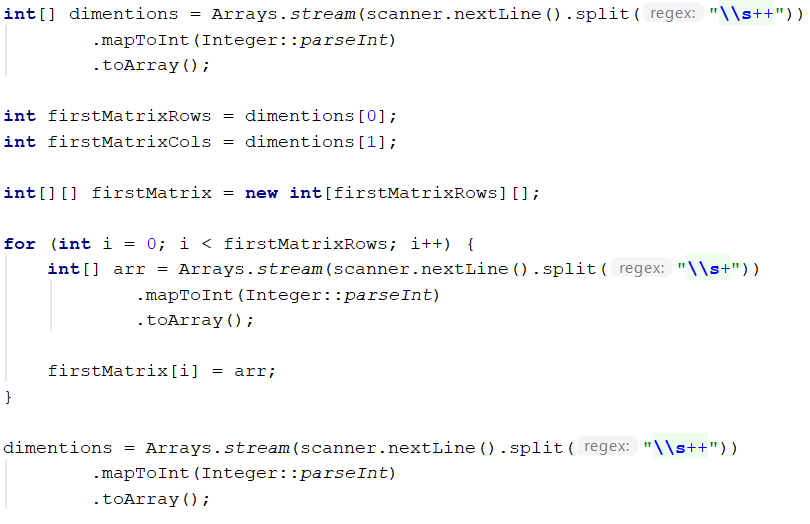 int[] dimentions = Arrays.stream(scanner.nextLine().split( regex: "\\s++"))
        .mapToInt(Integer::parseInt)
        .toArray();

int firstMatrixRows = dimentions[0];
int firstMatrixCols = dimentions[1];

int[][] firstMatrix = new int[firstMatrixRows][];

for (int i = 0; i < firstMatrixRows; i++) {
    int[] arr = Arrays.stream(scanner.nextLine().split( regex: "\\s+"))
            .mapToInt(Integer::parseInt)
            .toArray();

    firstMatrix[i] = arr;
}

dimentions = Arrays.stream(scanner.nextLine().split( regex: "\\s++"))
        .mapToInt(Integer::parseInt)
        .toArray();